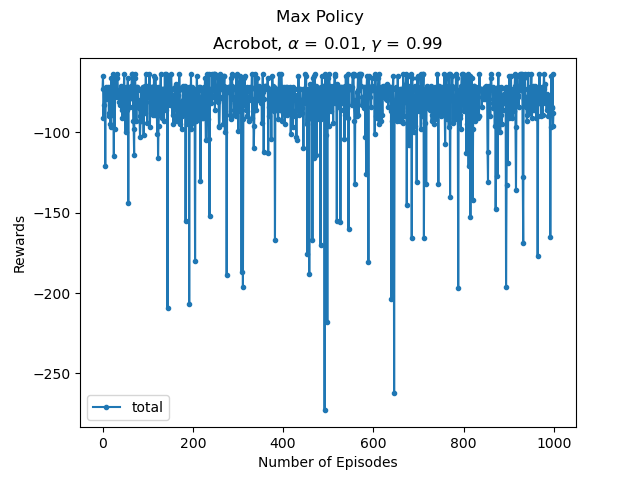 Max Policy
Acrobot, α = 0.01, γ = 0.99
Rewards
−100
−150
−200
−250
total
0
200
400
600
800
1000
Number of Episodes